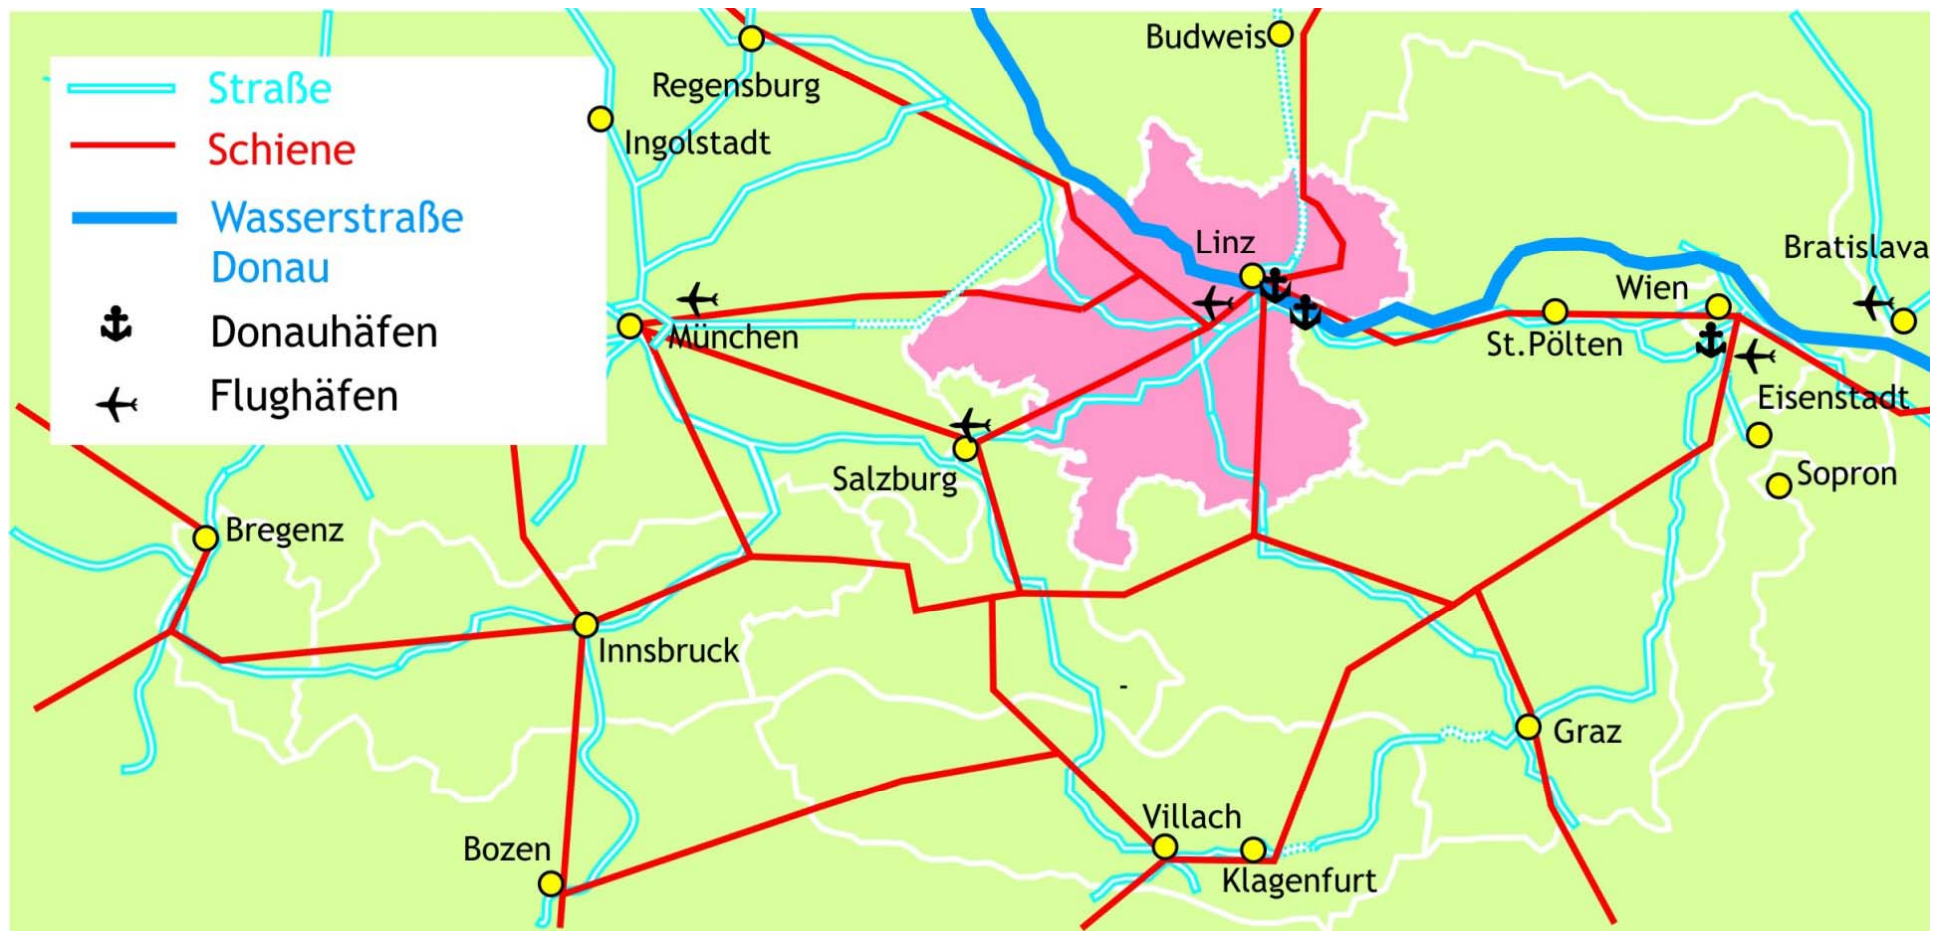 Straße
Schiene
Wasserstraße
Donau
Donauhäfen
Flughäfen
Budweis
Regensburg
Ingolstadt
Linz
Bratislava
Wien
München
St.Pölten
Eisenstadt
Salzburg
Sopron
Bregenz
Innsbruck
-
Graz
Villach
Bozen
Klagenfurt